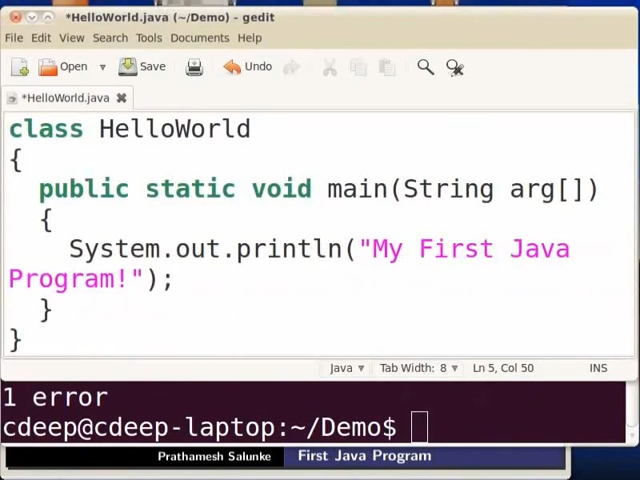 *HelloWorld.java (~/Demo) - gedit
File Edit View Search Tools Documents Help
Open Save Undo
*HelloWorld.java
class HelloWorld
{
public static void main(String arg[])
{
System.out.println("My First Java
Program!");
}
}
Java Tab Width: 8 Ln 5, Col 50 INS
1 error
cdeep@cdeep-laptop:~/Demo$
Prathamesh Salunke First Java Program